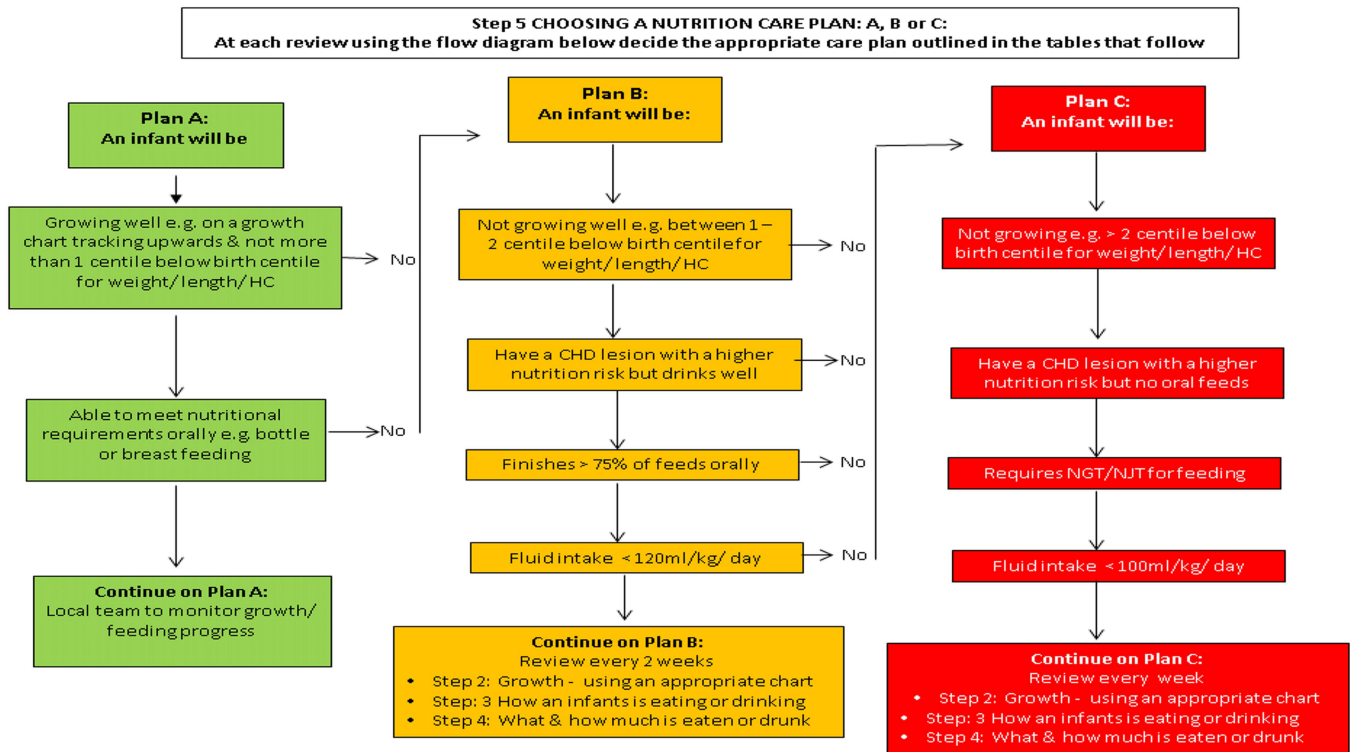 Step 5 CHOOSING A NUTRITION CARE PLAN: A, B or C:
At each review using the flow diagram below decide the appropriate care plan outlined in the tables that follow
Plan A:
An infant will be
Growing well e.g. on a growth
chart tracking upwards & not more
than 1 centile below birth centile
for weight/length/HC
No
Able to meet nutritional
requirements orally e.g. bottle
or breast feeding
No
Continue on Plan A:
Local team to monitor growth/
feeding progress
Plan B:
An infant will be:
Not growing well e.g. between 1 –
2 centile below birth centile for
weight/length/HC
No
Have a CHD lesion with a higher
nutrition risk but drinks well
No
Finishes > 75% of feeds orally
No
Fluid intake <120ml/kg/day
No
Continue on Plan B:
Review every 2 weeks
• Step 2: Growth - using an appropriate chart
• Step: 3 How an infants is eating or drinking
• Step 4: What & how much is eaten or drunk
Plan C:
An infant will be:
Not growing e.g. > 2 centile below
birth centile for weight/length/HC
Have a CHD lesion with a higher
nutrition risk but no oral feeds
Requires NGT/NJT for feeding
Fluid intake <100ml/kg/day
Continue on Plan C:
Review every week
• Step 2: Growth - using an appropriate chart
• Step: 3 How an infants is eating or drinking
• Step 4: What & how much is eaten or drunk